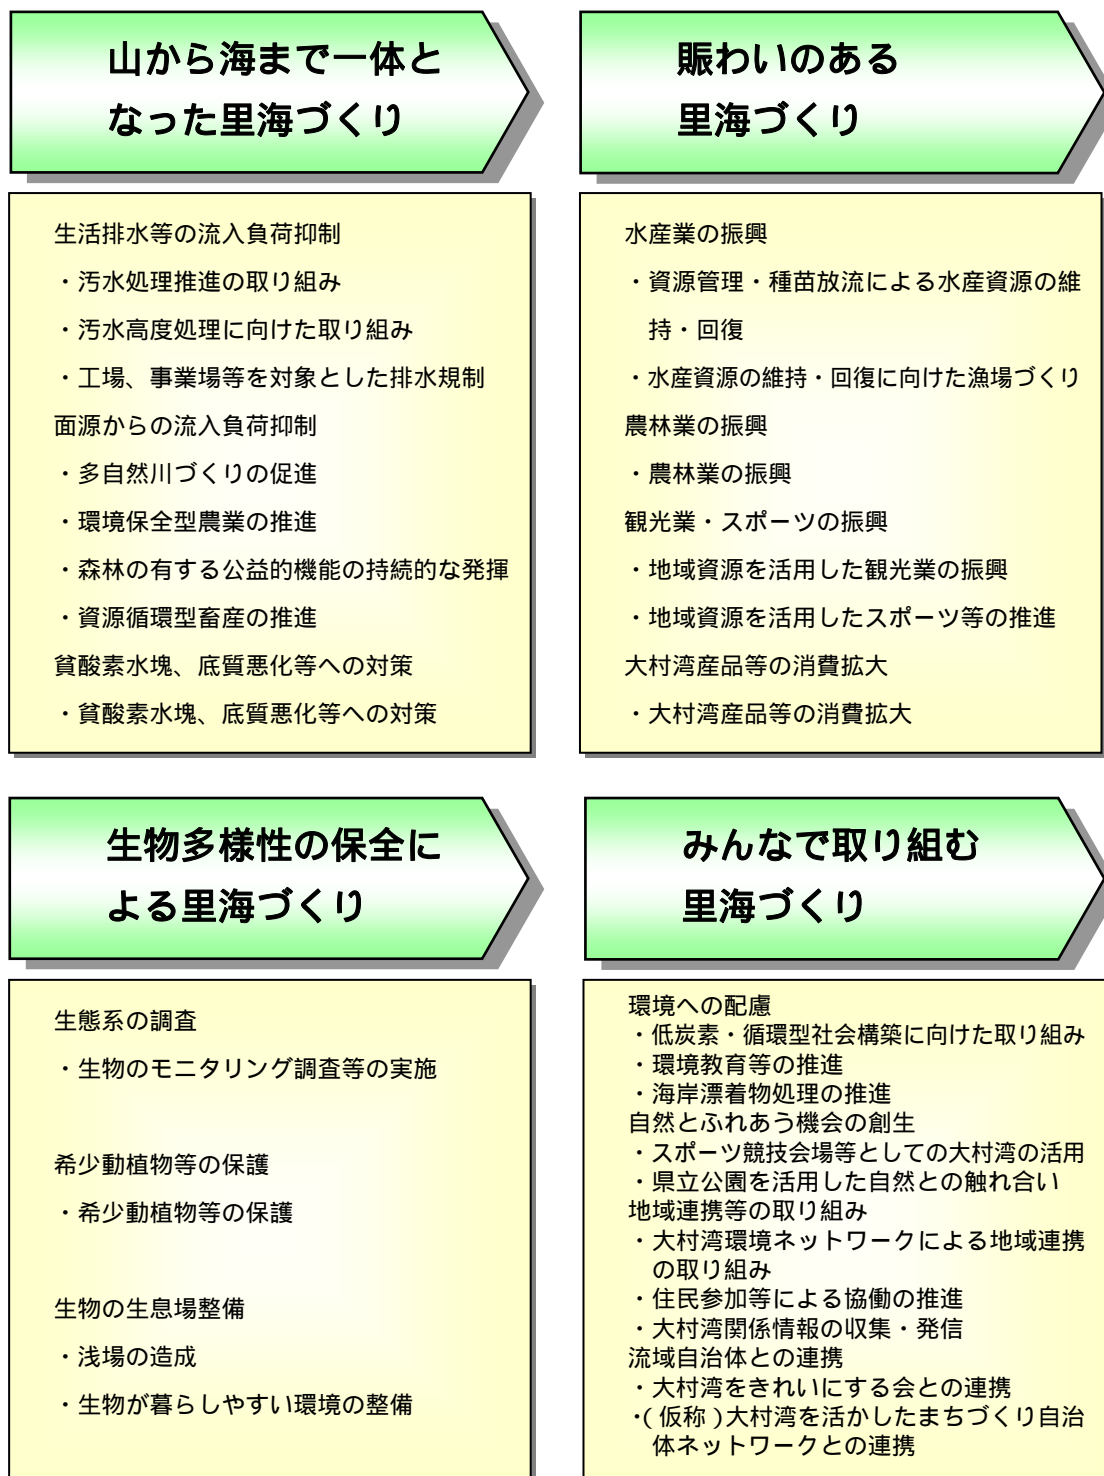 山から海まで一体と
なった里海づくり
生活排水等の流入負荷抑制
・汚水処理推進の取り組み
・汚水高度処理に向けた取り組み
・工場、事業場等を対象とした排水規制
面源からの流入負荷抑制
・多自然川づくりの促進
・環境保全型農業の推進
・森林の有する公益的機能の持続的な発揮
・資源循環型畜産の推進
貧酸素水塊、底質悪化等への対策
・貧酸素水塊、底質悪化等への対策
賑わいのある
里海づくり
水産業の振興
・資源管理・種苗放流による水産資源の維
持・回復
・水産資源の維持・回復に向けた漁場づくり
農林業の振興
・農林業の振興
観光業・スポーツの振興
・地域資源を活用した観光業の振興
・地域資源を活用したスポーツ等の推進
大村湾産品等の消費拡大
・大村湾産品等の消費拡大
生物多様性の保全に
よる里海づくり
生態系の調査
・生物のモニタリング調査等の実施
希少動植物等の保護
・希少動植物等の保護
生物の生息場整備
・浅場の造成
・生物が暮らしやすい環境の整備
みんなで取り組む
里海づくり
環境への配慮
・低炭素・循環型社会構築に向けた取り組み
・環境教育等の推進
・海岸漂着物処理の推進
自然とふれあう機会の創生
・スポーツ競技会場等としての大村湾の活用
・県立公園を活用した自然との触れ合い
地域連携等の取り組み
・大村湾環境ネットワークによる地域連携
の取り組み
・住民参加等による協働の推進
・大村湾関係情報の収集・発信
流域自治体との連携
・大村湾をきれいにする会との連携
・(仮称)大村湾を活かしたまちづくり自治
体ネットワークとの連携